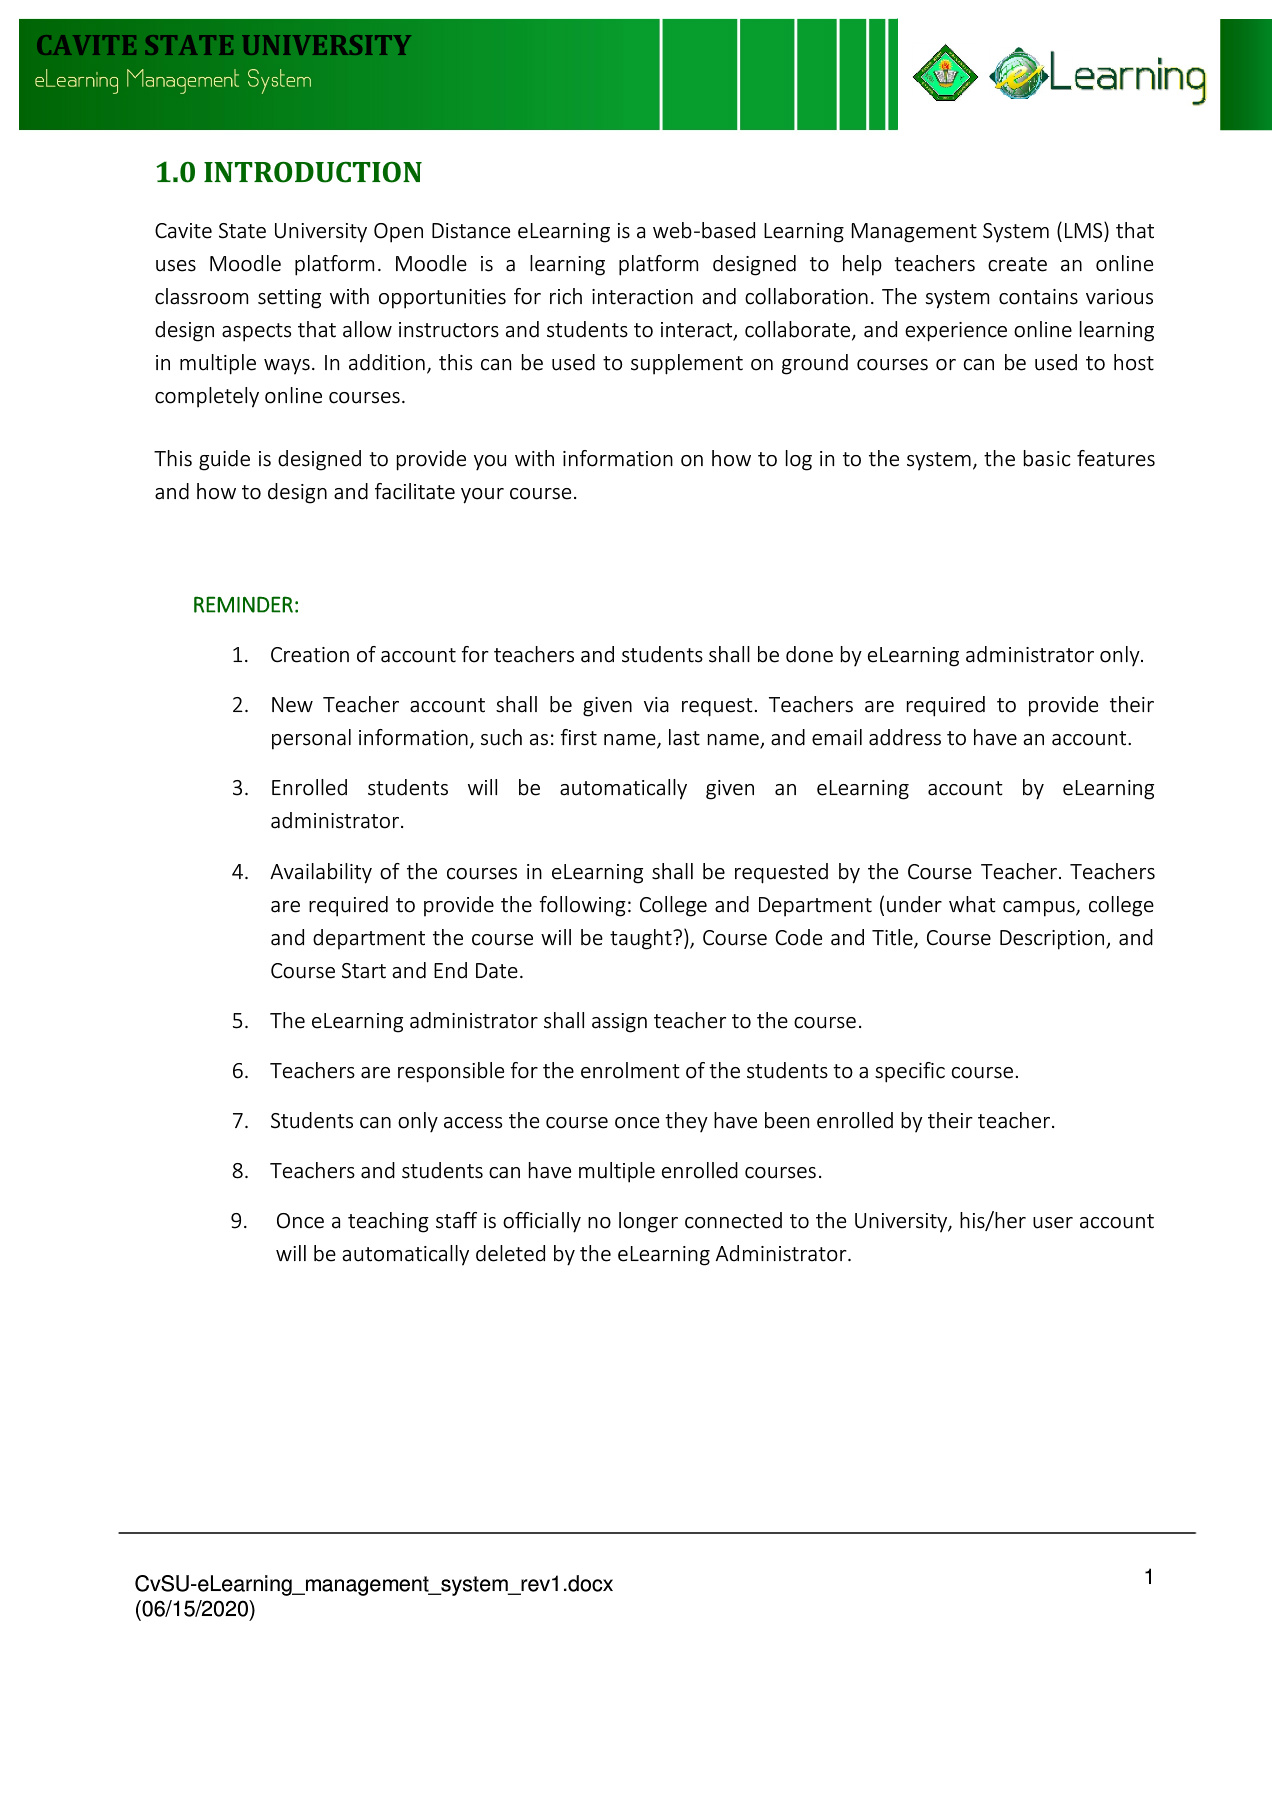 CAVITE STATE UNIVERSITY
eLearning Management System
eLearning
1.0 INTRODUCTION
Cavite State University Open Distance eLearning is a web-based Learning Management System (LMS) that
uses Moodle platform. Moodle is a learning platform designed to help teachers create an online
classroom setting with opportunities for rich interaction and collaboration. The system contains various
design aspects that allow instructors and students to interact, collaborate, and experience online learning
in multiple ways. In addition, this can be used to supplement on ground courses or can be used to host
completely online courses.
This guide is designed to provide you with information on how to log in to the system, the basic features
and how to design and facilitate your course.
REMINDER:
1. Creation of account for teachers and students shall be done by eLearning administrator only.
2. New Teacher account shall be given via request. Teachers are required to provide their
personal information, such as: first name, last name, and email address to have an account.
3. Enrolled students will be automatically given an eLearning account by eLearning
administrator.
4. Availability of the courses in eLearning shall be requested by the Course Teacher. Teachers
are required to provide the following: College and Department (under what campus, college
and department the course will be taught?), Course Code and Title, Course Description, and
Course Start and End Date.
5. The eLearning administrator shall assign teacher to the course.
6. Teachers are responsible for the enrolment of the students to a specific course.
7. Students can only access the course once they have been enrolled by their teacher.
8. Teachers and students can have multiple enrolled courses.
9. Once a teaching staff is officially no longer connected to the University, his/her user account
will be automatically deleted by the eLearning Administrator.
CvSU-eLearning_management_system_rev1.docx
(06/15/2020)
1